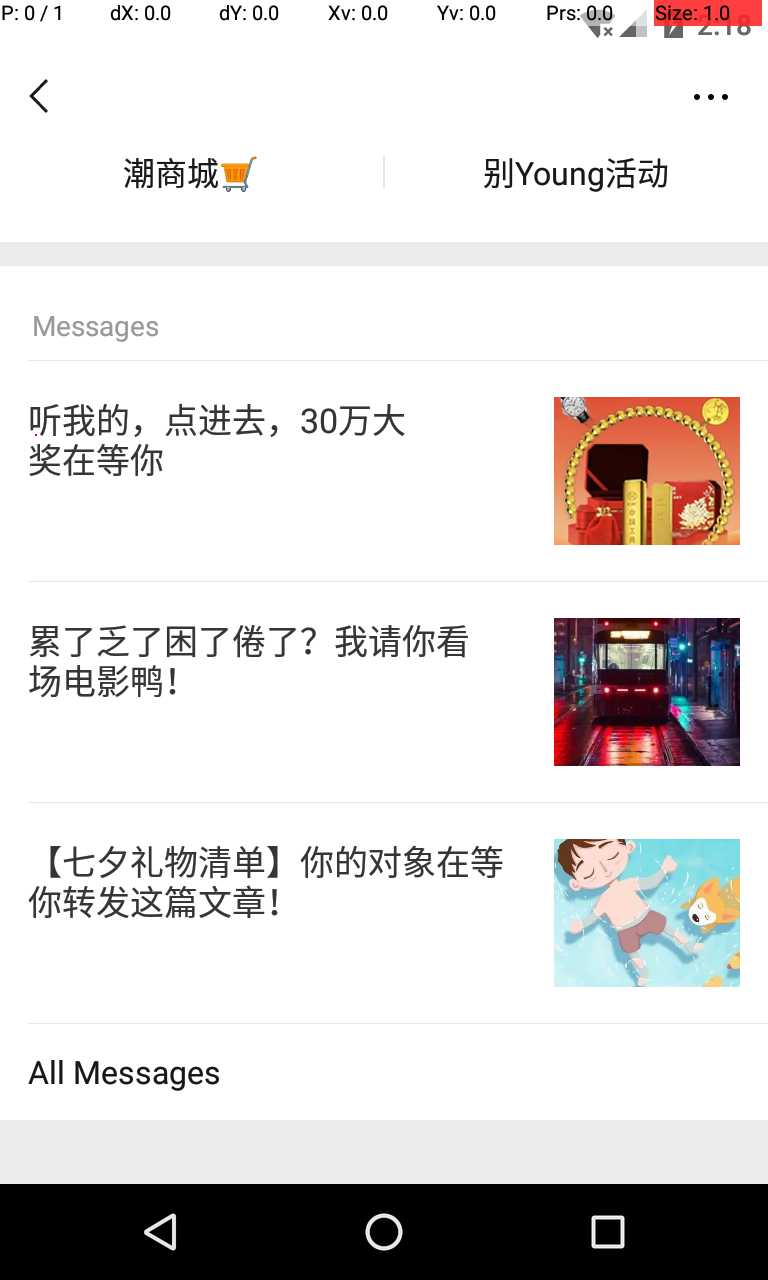 P: 0 / 1 dX: 0.0 dY: 0.0 Xv: 0.0 Yv: 0.0 Prs: 0.0 Size: 1.0
2:18
潮商城🛒 别Young活动
Messages
听我的，点进去，30万大
奖在等你
累了乏了困了倦了？我请你看
场电影鸭！
【七夕礼物清单】你的对象在等
你转发这篇文章！
All Messages